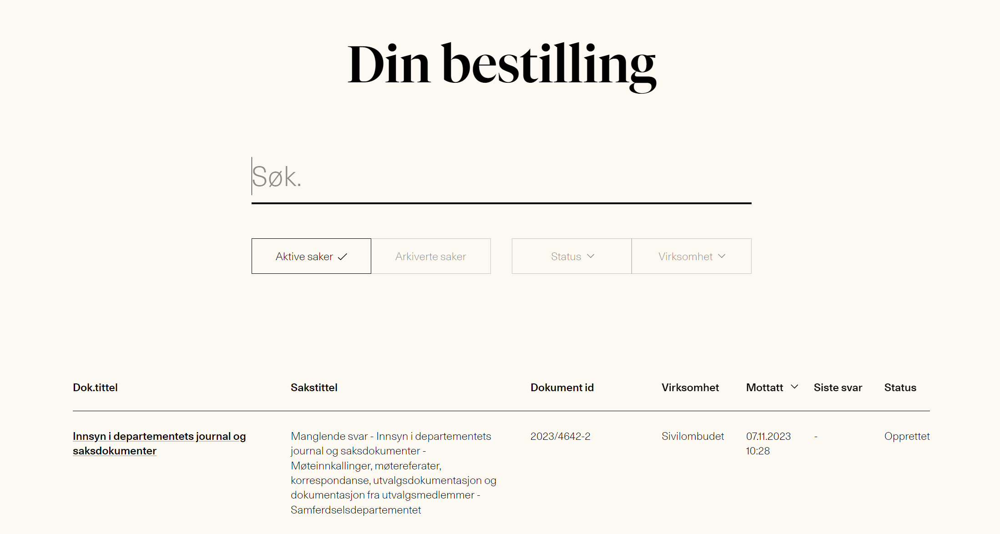 Din bestilling
Søk.
Aktive saker
Arkiverte saker
Status
Virksomhet
Dok.tittel
Sakstittel
Dokument id
Virksomhet
Mottatt
Siste svar
Status
Innsyn i departementets journal og
saksdokumenter
Manglende svar - Innsyn i departementets
journal og saksdokumenter -
Møteinnkallinger, møtereferater,
korrespondanse, utvalgsdokumentasjon og
dokumentasjon fra utvalgsmedlemmer -
Samferdselsdepartementet
2023/4642-2
Sivilombudet
07.11.2023
10:28
-
Opprettet